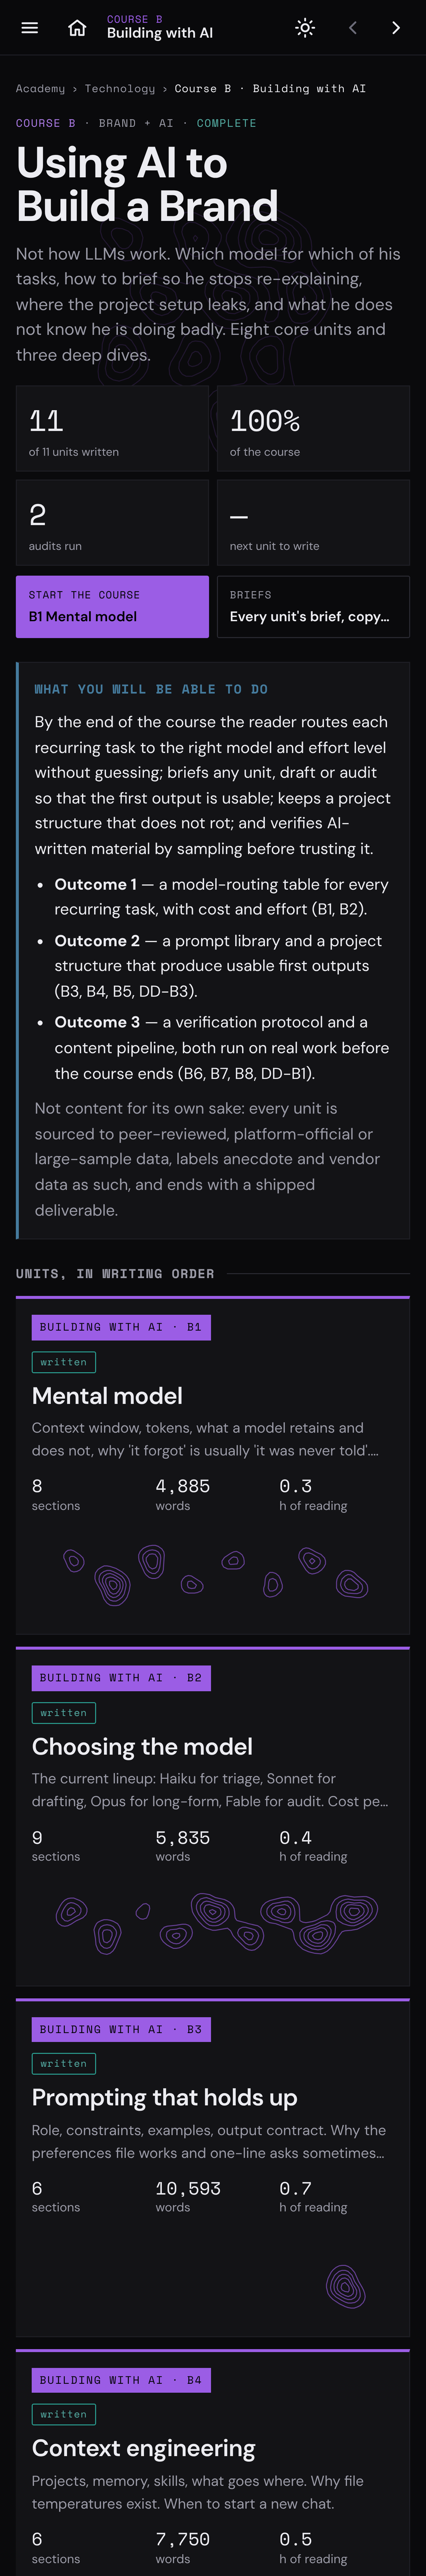 COURSE B
Building with AI
Academy › Technology › Course B · Building with AI
COURSE B · BRAND + AI · COMPLETE
Using AI to
Build a Brand
Not how LLMs work. Which model for which of his
tasks, how to brief so he stops re-explaining,
where the project setup leaks, and what he does
not know he is doing badly. Eight core units and
three deep dives.
11
of 11 units written
100%
of the course
2
audits run
—
next unit to write
START THE COURSE
B1 Mental model
BRIEFS
Every unit's brief, copy…
WHAT YOU WILL BE ABLE TO DO
By the end of the course the reader routes each
recurring task to the right model and effort level
without guessing; briefs any unit, draft or audit
so that the first output is usable; keeps a project
structure that does not rot; and verifies AI-
written material by sampling before trusting it.
• Outcome 1 — a model-routing table for every
recurring task, with cost and effort (B1, B2).
• Outcome 2 — a prompt library and a project
structure that produce usable first outputs
(B3, B4, B5, DD-B3).
• Outcome 3 — a verification protocol and a
content pipeline, both run on real work before
the course ends (B6, B7, B8, DD-B1).
Not content for its own sake: every unit is
sourced to peer-reviewed, platform-official or
large-sample data, labels anecdote and vendor
data as such, and ends with a shipped
deliverable.
UNITS, IN WRITING ORDER
BUILDING WITH AI · B1
written
Mental model
Context window, tokens, what a model retains and
does not, why 'it forgot' is usually 'it was never told'.…
8 4,885 0.3
sections words h of reading
BUILDING WITH AI · B2
written
Choosing the model
The current lineup: Haiku for triage, Sonnet for
drafting, Opus for long-form, Fable for audit. Cost pe…
9 5,835 0.4
sections words h of reading
BUILDING WITH AI · B3
written
Prompting that holds up
Role, constraints, examples, output contract. Why the
preferences file works and one-line asks sometimes…
6 10,593 0.7
sections words h of reading
BUILDING WITH AI · B4
written
Context engineering
Projects, memory, skills, what goes where. Why file
temperatures exist. When to start a new chat.
6 7,750 0.5
sections words h of reading